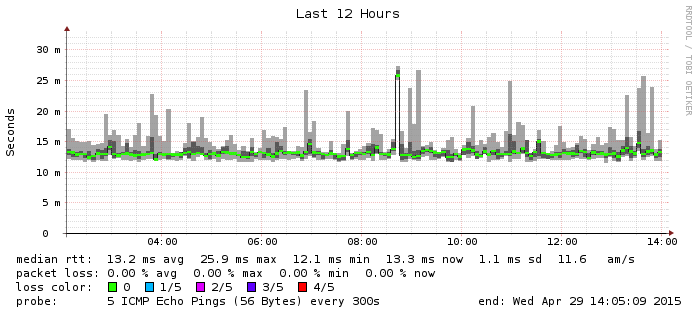 Last 12 Hours
RRDTOOL / TOBI OETIKER
Seconds
30 m
25 m
20 m
15 m
10 m
5 m
0
04:00 06:00 08:00 10:00 12:00 14:00
median rtt: 13.2 ms avg 25.9 ms max 12.1 ms min 13.3 ms now 1.1 ms sd 11.6 am/s
packet loss: 0.00 % avg 0.00 % max 0.00 % min 0.00 % now
loss color: 0 1/5 2/5 3/5 4/5
probe: 5 ICMP Echo Pings (56 Bytes) every 300s end: Wed Apr 29 14:05:09 2015